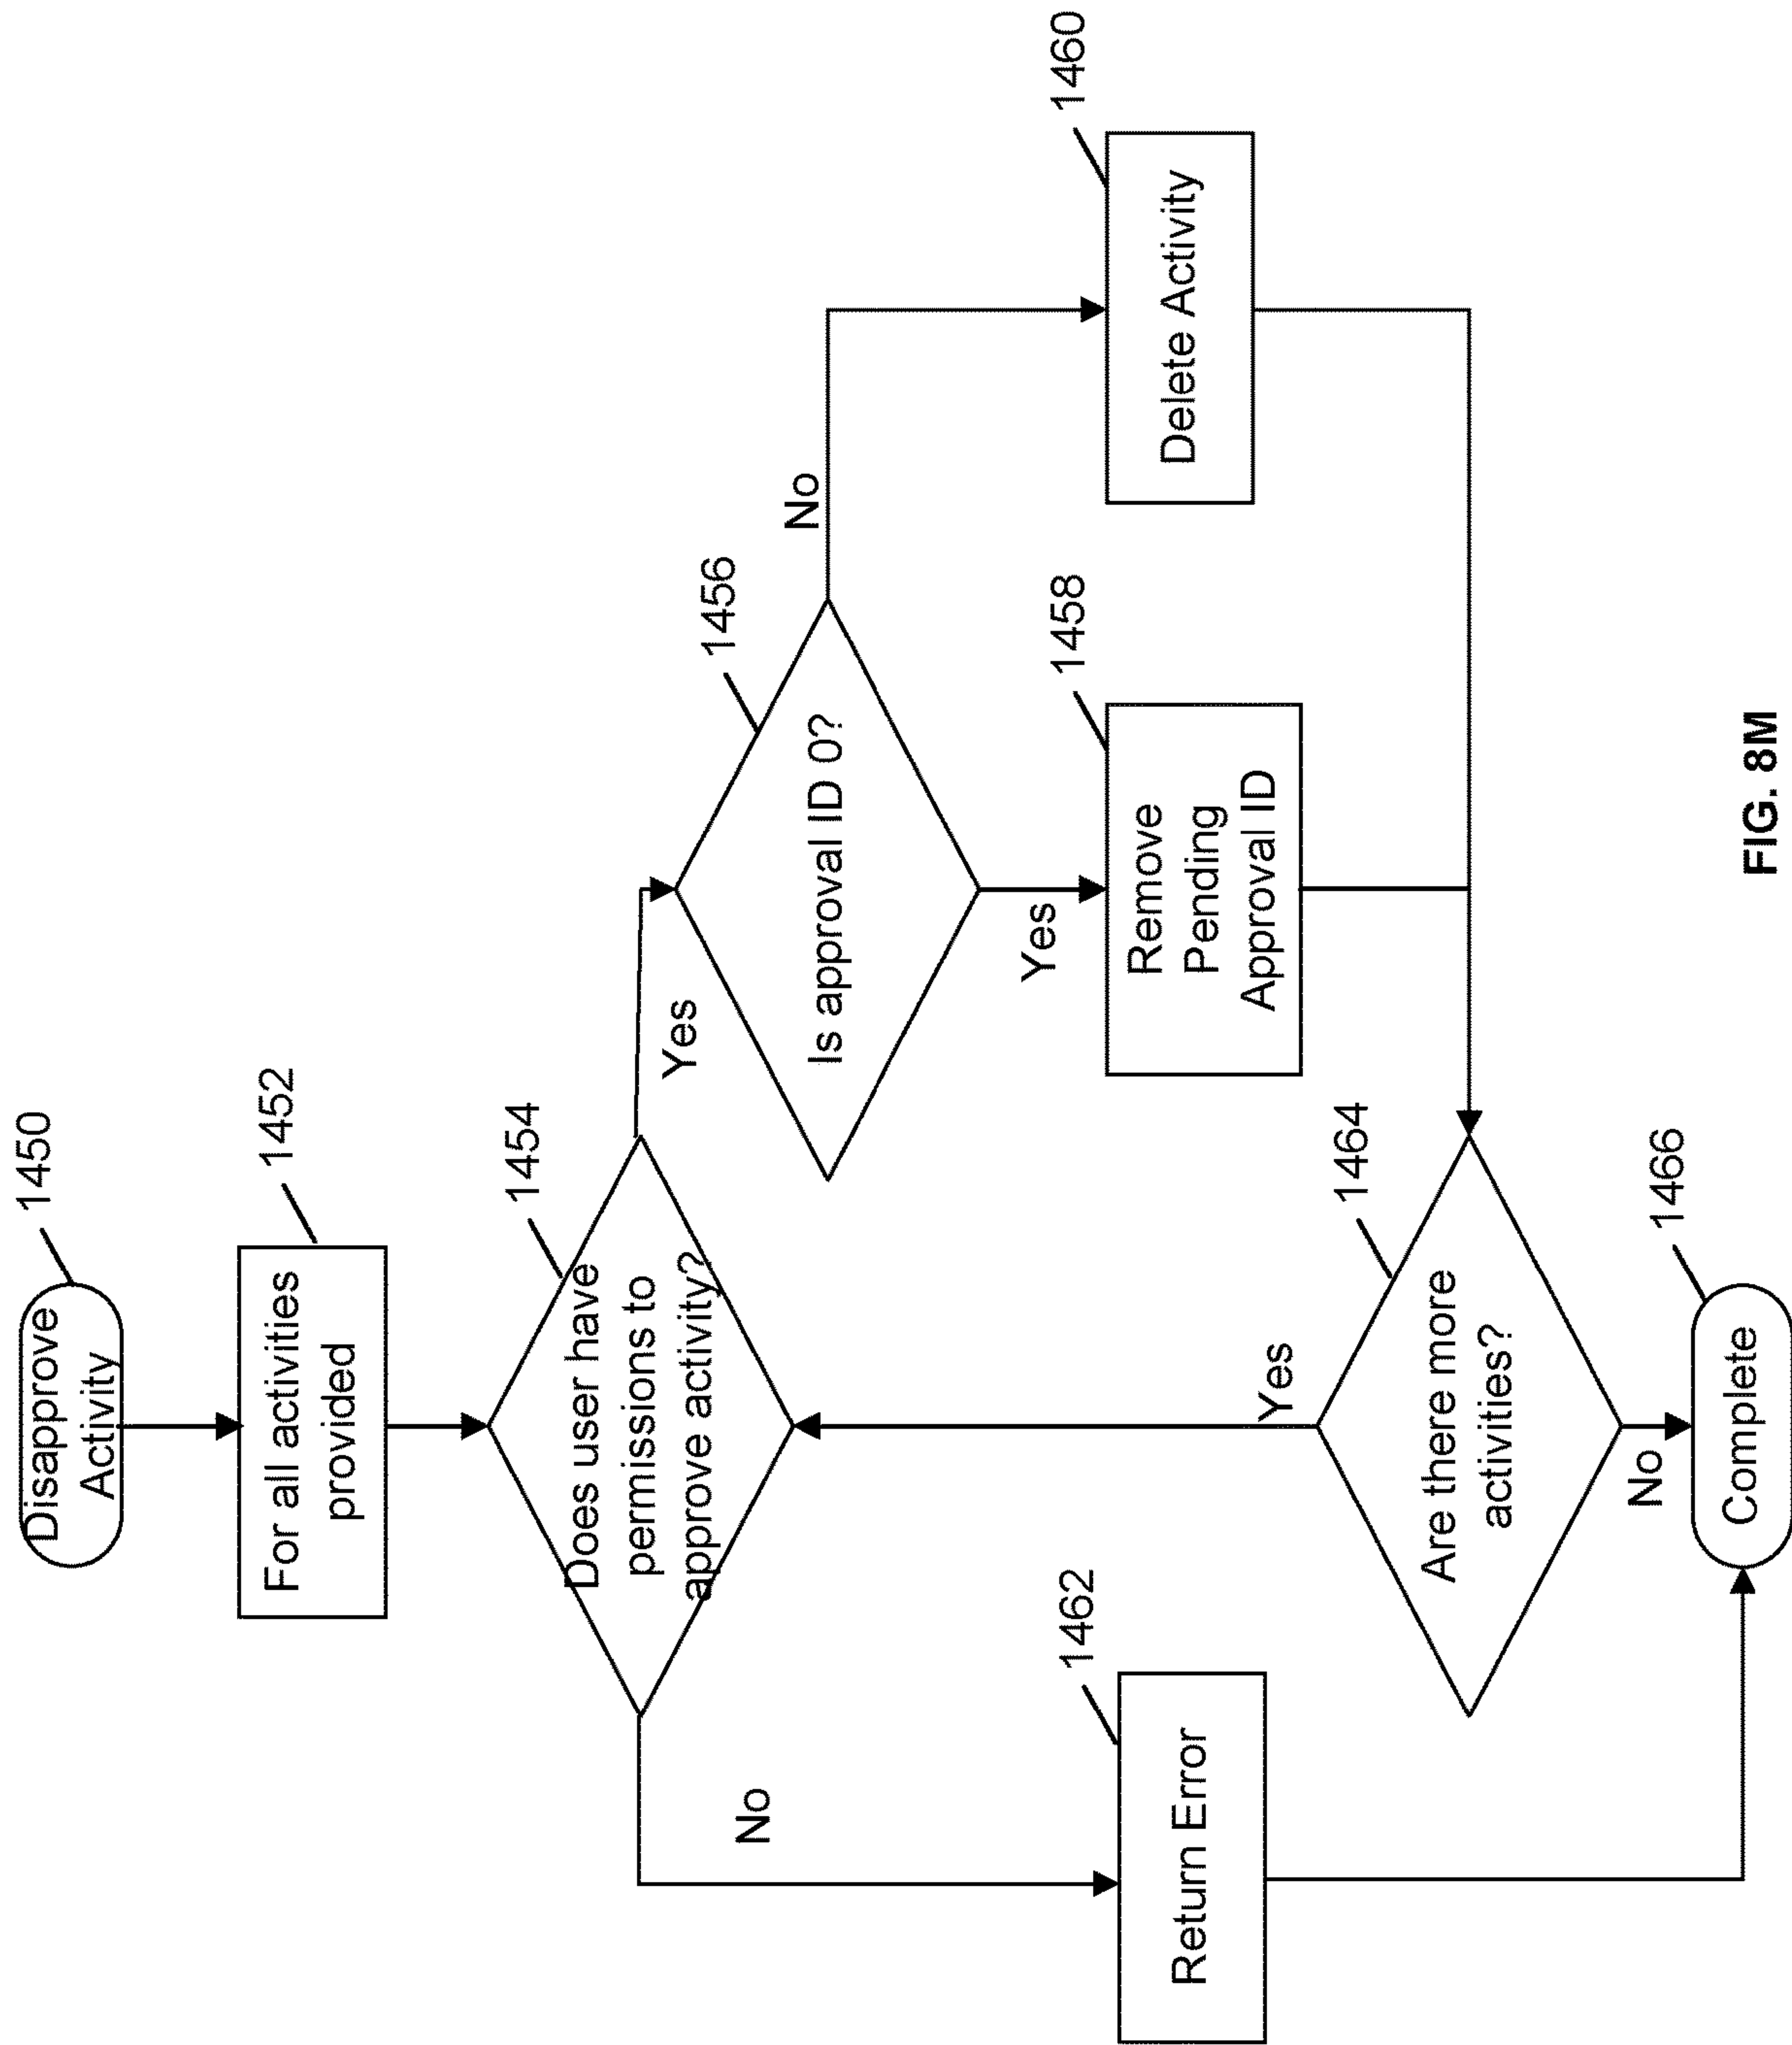 1450
Disapprove
Activity
1452
For all activities
provided
1454
Does user have
permissions to
approve activity?
Yes
No
1456
Is approval ID 0?
No
Yes
1458
Remove
Pending
Approval ID
1460
Delete Activity
1462
Return Error
1464
Are there more
activities?
Yes
No
1466
Complete
FIG. 8M